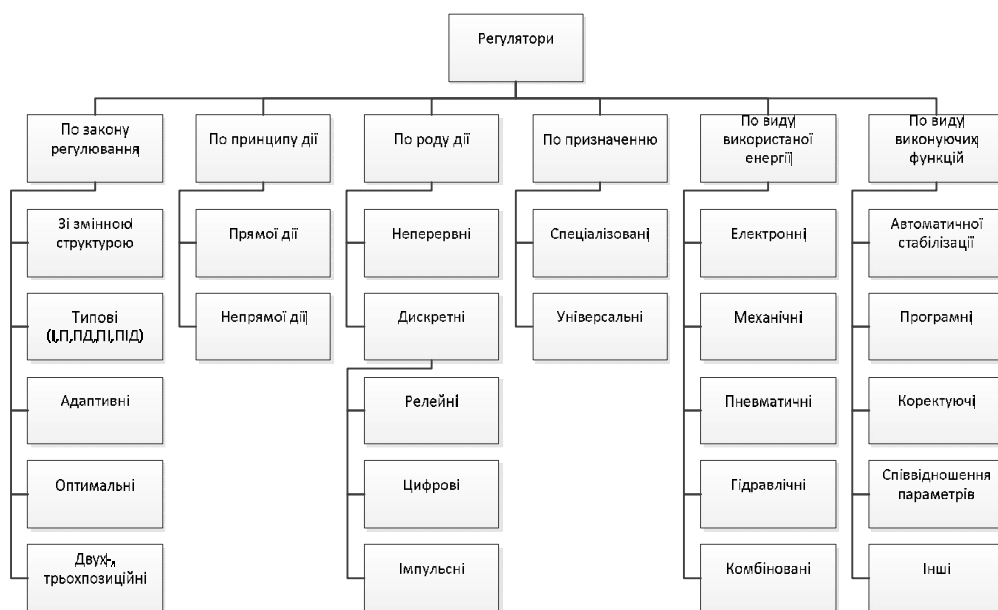 Регулятори
По закону
регулювання
По принципу дії
По роду дії
По призначенню
По виду
використаної
енергії
По виду
виконуючих
функцій
Зі змінною
структурою
Прямої дії
Неперервні
Спеціалізовані
Електронні
Автоматичної
стабілізації
Типові
(І,П,ПД,ПІ,ПІД)
Непрямої дії
Дискретні
Універсальні
Механічні
Програмні
Адаптивні
Релейні
Пневматичні
Коректуючі
Оптимальні
Цифрові
Гідравлічні
Співвідношення
параметрів
Двух-,
трьохпозиційні
Імпульсні
Комбіновані
Інші